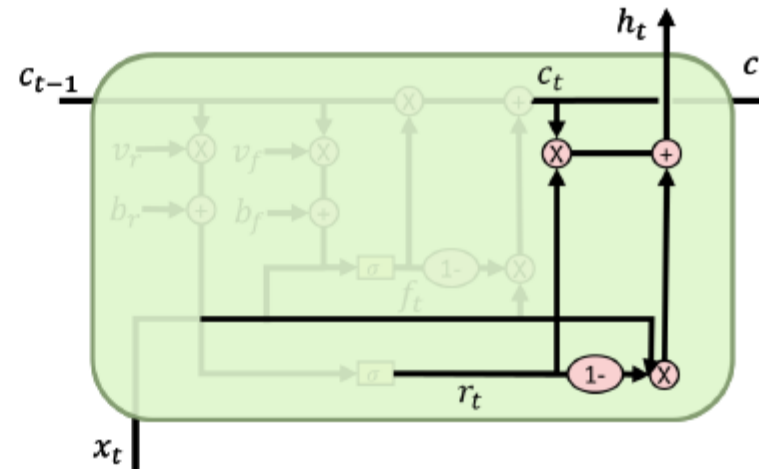 h_t
c_{t-1}
c_t
c
X
+
v_r
X
v_f
X
X
+
b_r
+
b_f
+
σ
1-
X
f_t
σ
1-
X
r_t
x_t